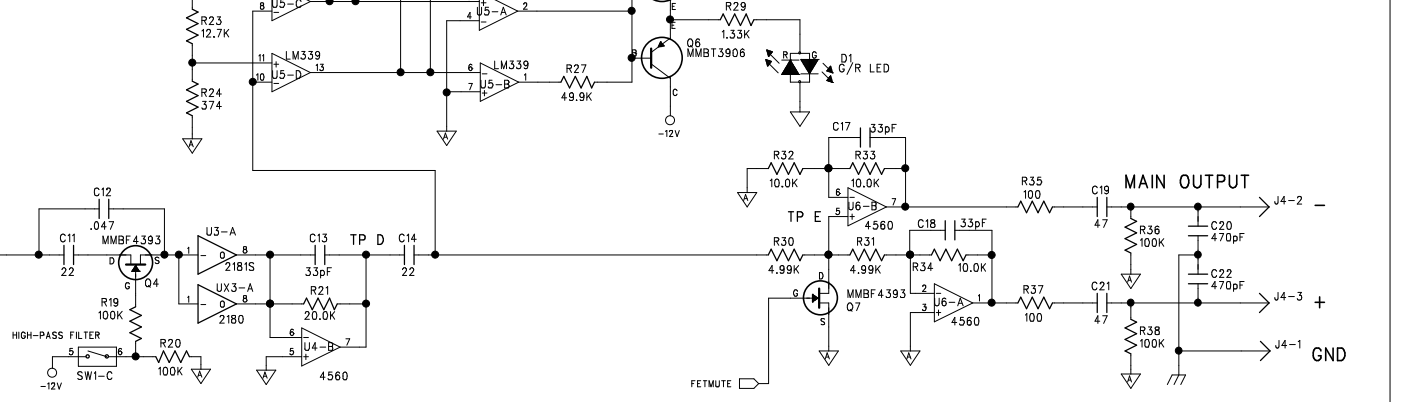 8
U5-C
U5-A
2
4
E
E
R29
1.33K
R23
12.7K
LM339
11
10
U5-D
13
LM339
6
7
U5-B
1
R27
49.9K
B
Q6
MMBT3906
C
-12V
R
G
D1
G/R LED
R24
374
A
A
C17
33pF
R32
10.0K
R33
10.0K
6
5
U6-B
7
4560
A
TP E
R35
100
C19
47
MAIN OUTPUT
J4-2
-
R36
100K
A
C20
470pF
C12
.047
C11
22
MMBF4393
D
S
G
Q4
U3-A
1
0
8
2181S
UX3-A
1
0
8
2180
C13
33pF
TP D
C14
22
R21
20.0K
6
5
U4-B
7
4560
A
R19
100K
HIGH-PASS FILTER
5
6
SW1-C
-12V
R20
100K
A
R30
4.99K
R31
4.99K
C18
33pF
R34
10.0K
2
3
U6-A
1
4560
A
D
G
S
MMBF4393
Q7
A
FETMUTE
R37
100
C21
47
C22
470pF
J4-3
+
R38
100K
A
J4-1
GND